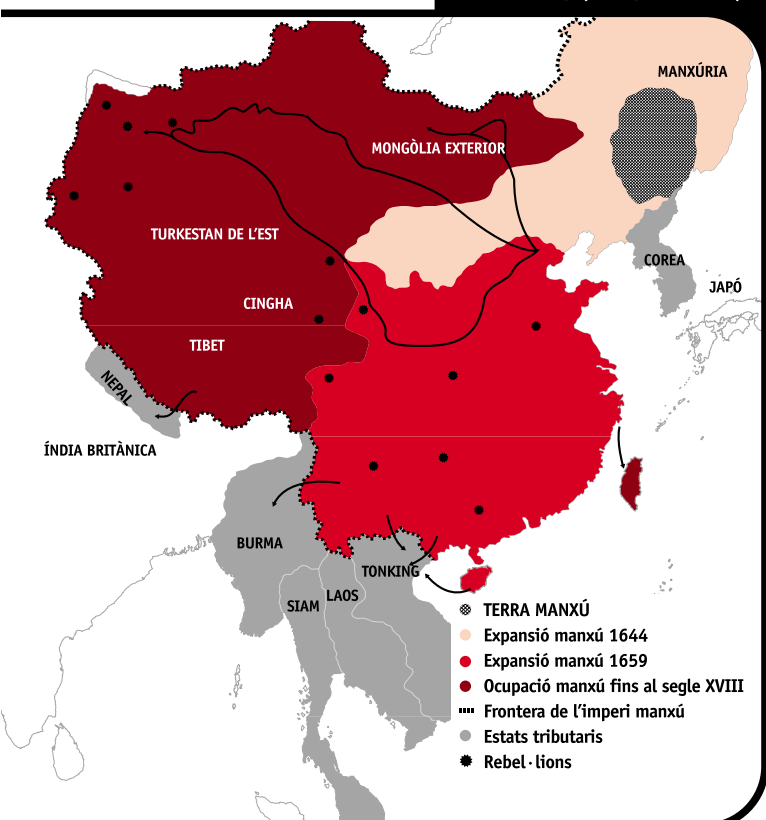 MANXÚRIA
MONGÒLIA EXTERIOR
TURKESTAN DE L'EST
COREA
JAPÓ
CINGHA
TIBET
NEPAL
ÍNDIA BRITÀNICA
BURMA
TONKING
LAOS
SIAM
TERRA MANXÚ
Expansió manxú 1644
Expansió manxú 1659
Ocupació manxú fins al segle XVIII
Frontera de l'imperi manxú
Estats tributaris
Rebel·lions